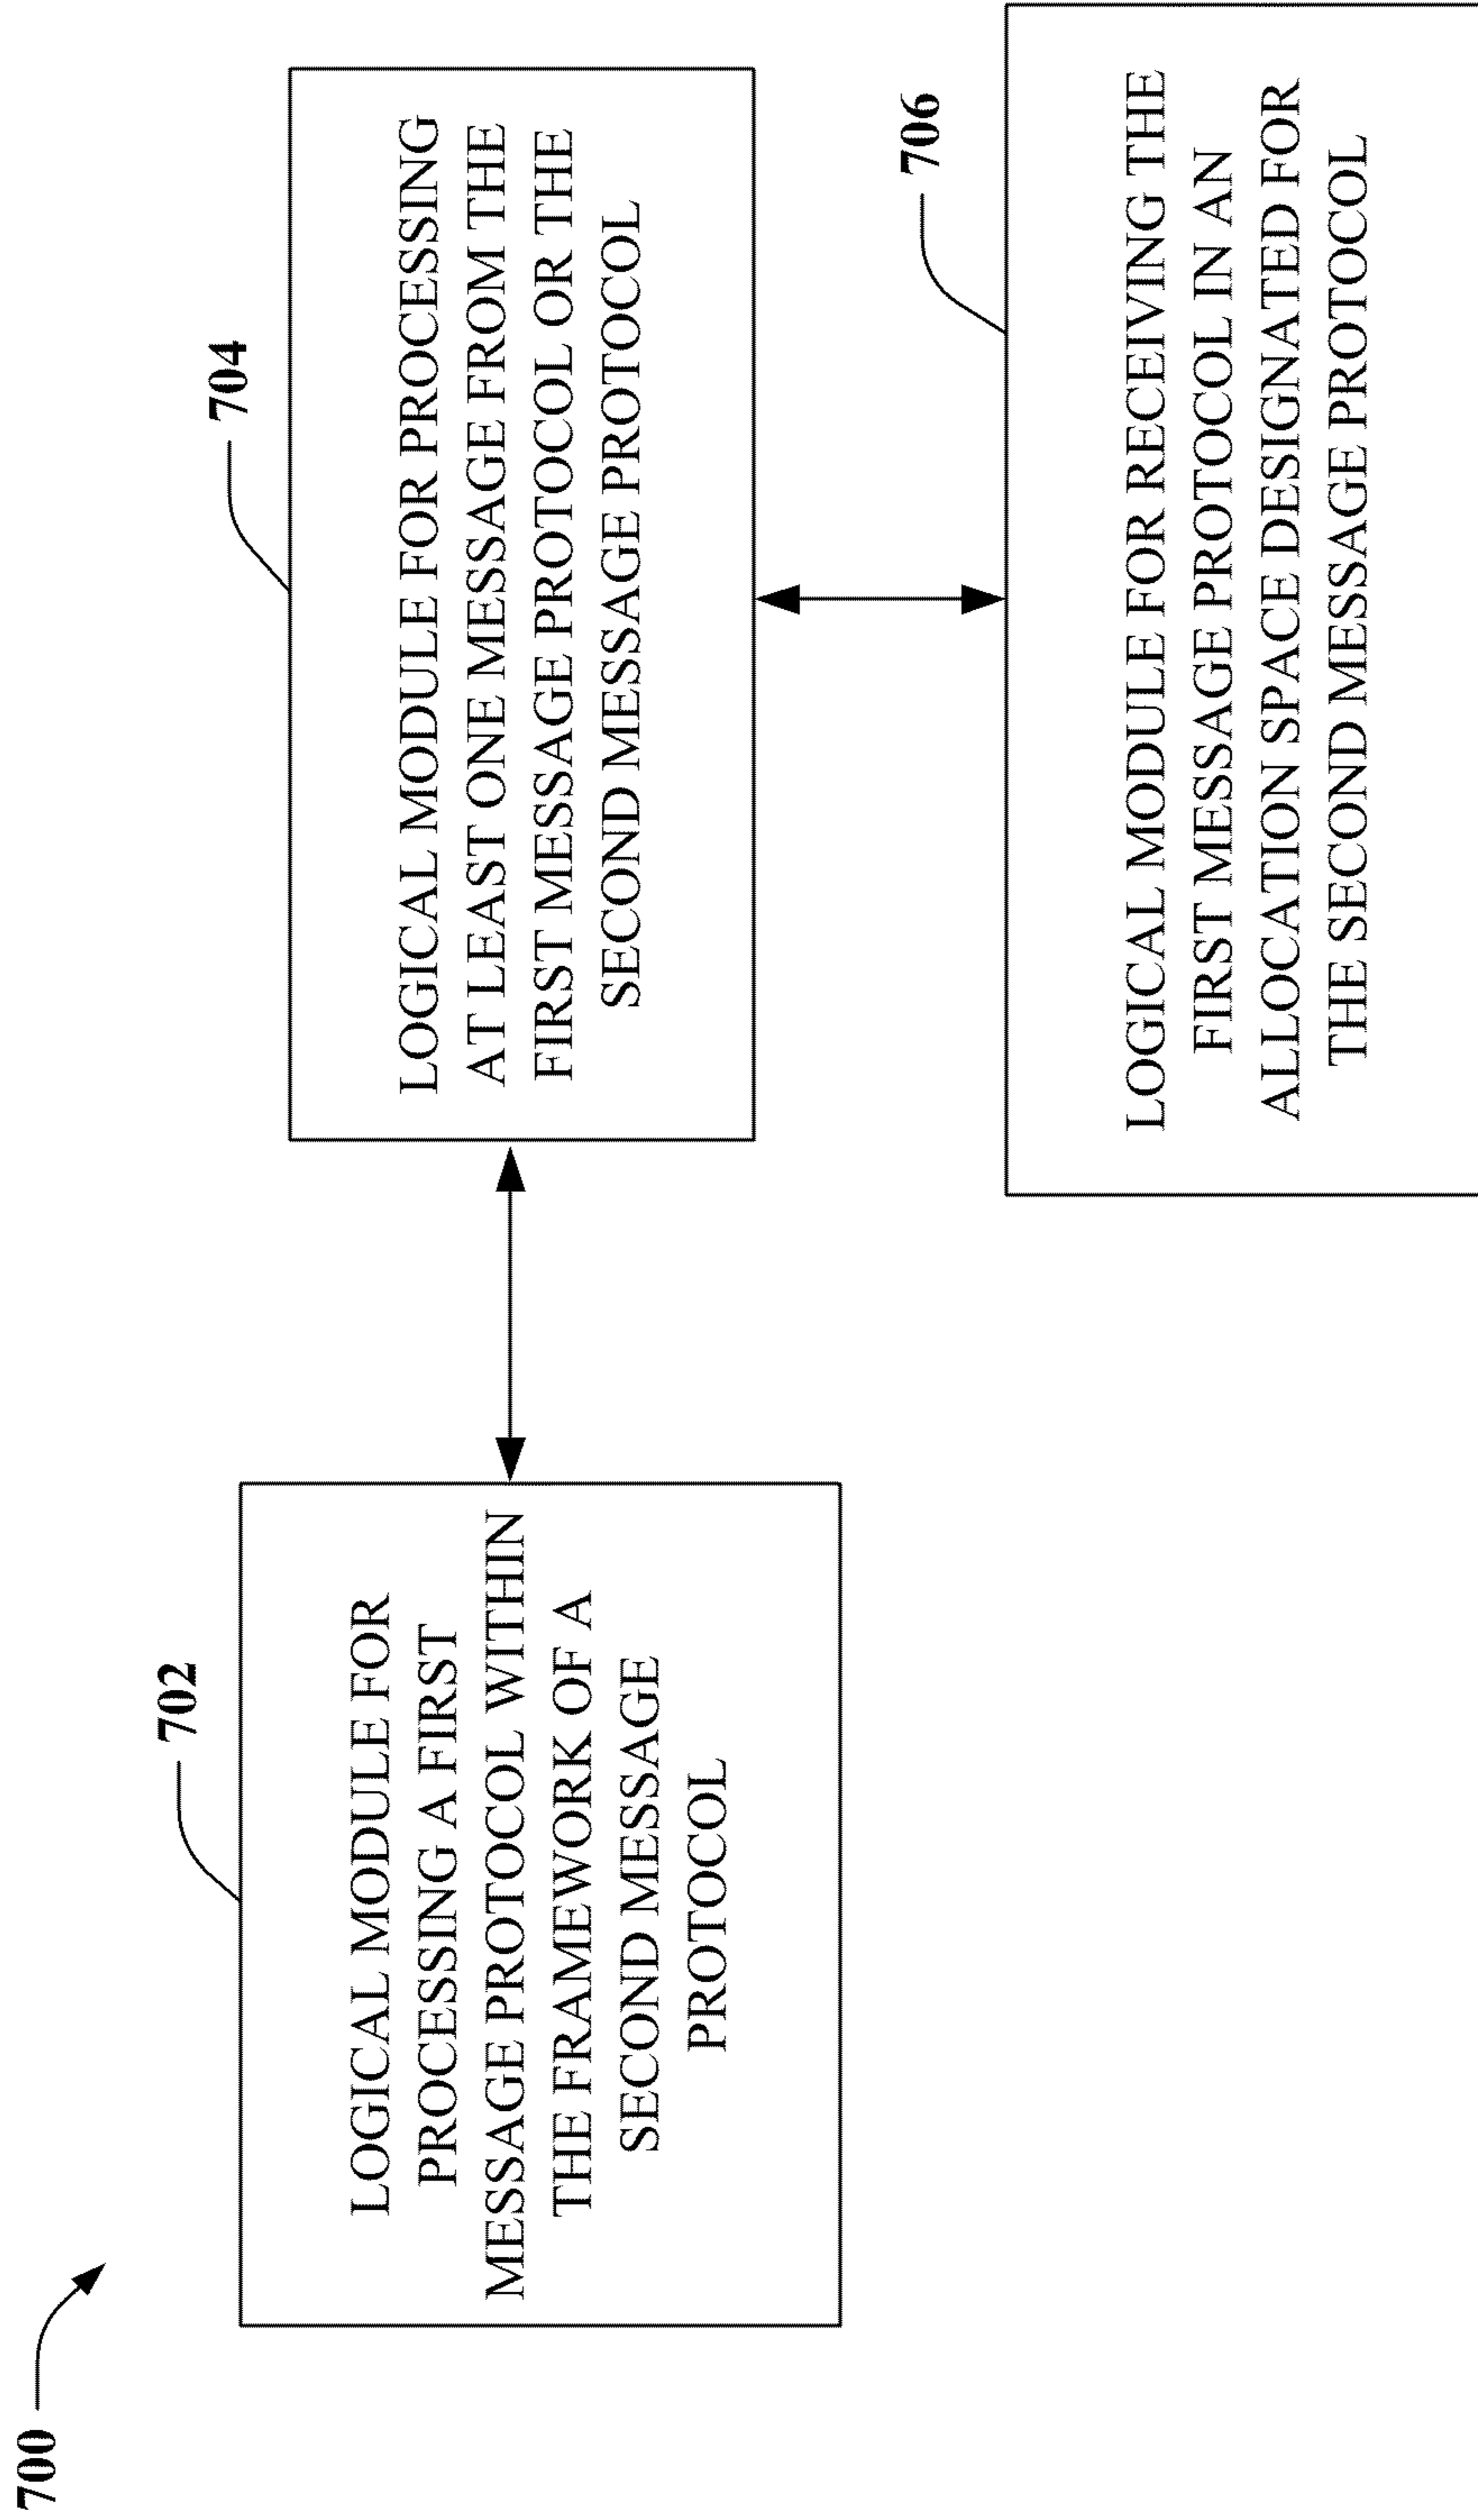 700
702
LOGICAL MODULE FOR
PROCESSING A FIRST
MESSAGE PROTOCOL WITHIN
THE FRAMEWORK OF A
SECOND MESSAGE
PROTOCOL
704
LOGICAL MODULE FOR PROCESSING
AT LEAST ONE MESSAGE FROM THE
FIRST MESSAGE PROTOCOL OR THE
SECOND MESSAGE PROTOCOL
706
LOGICAL MODULE FOR RECEIVING THE
FIRST MESSAGE PROTOCOL IN AN
ALLOCATION SPACE DESIGNATED FOR
THE SECOND MESSAGE PROTOCOL